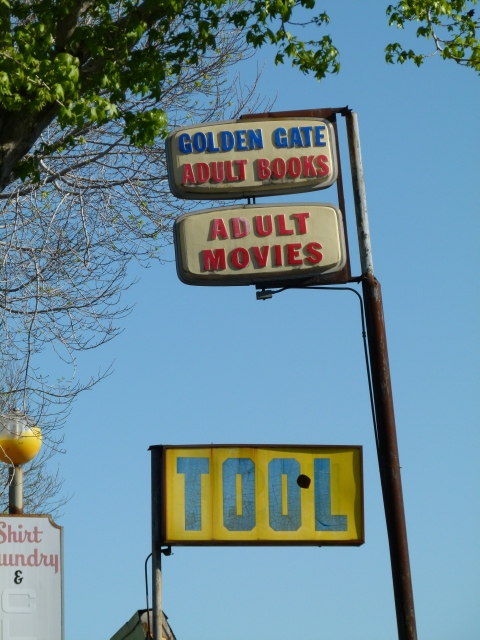 GOLDEN GATE
ADULT BOOKS
ADULT
MOVIES
TOOL
Shirt
undry
&